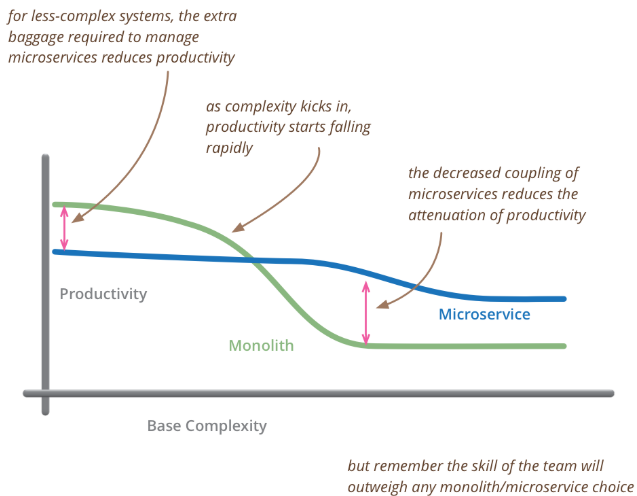 for less-complex systems, the extra
baggage required to manage
microservices reduces productivity
as complexity kicks in,
productivity starts falling
rapidly
the decreased coupling of
microservices reduces the
attenuation of productivity
Productivity
Microservice
Monolith
Base Complexity
but remember the skill of the team will
outweigh any monolith/microservice choice